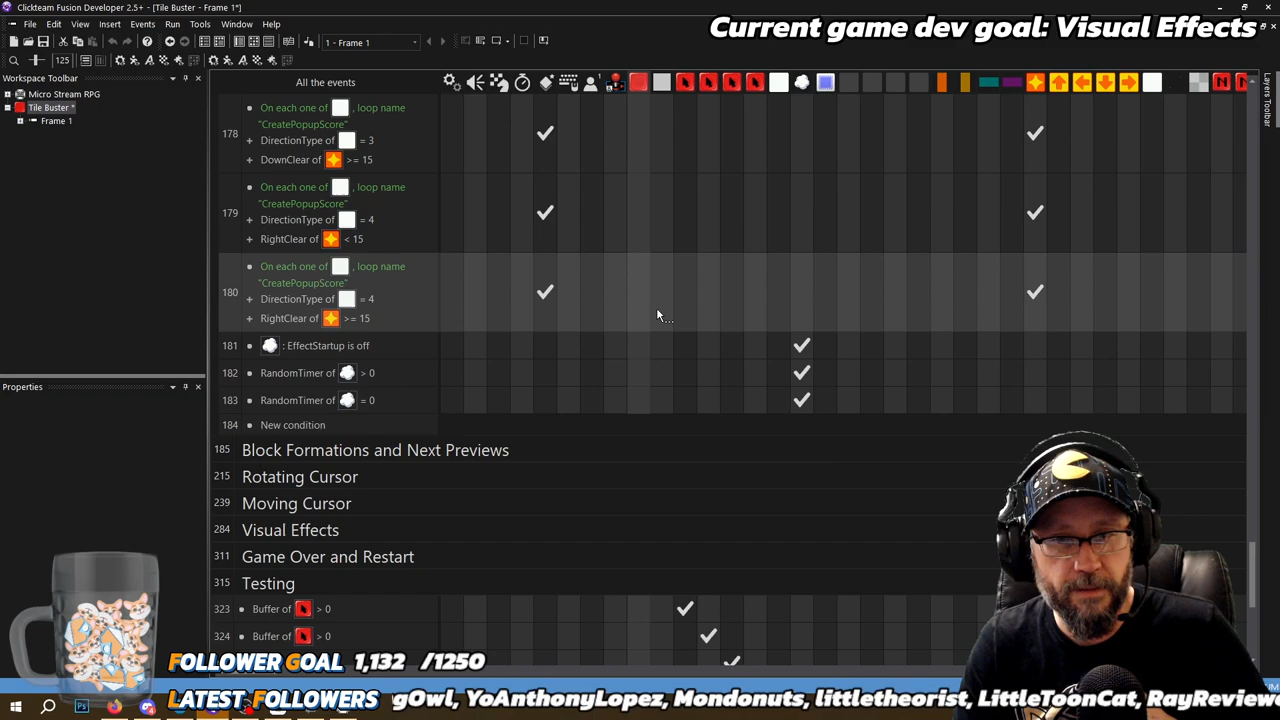 Clickteam Fusion Developer 2.5+ - [Tile Buster - Frame 1*]
Current game dev goal: Visual Effects
File Edit View Insert Events Run Tools Window Help
1 - Frame 1
125
Workspace Toolbar
Micro Stream RPG
Tile Buster *
Frame 1
Properties
Layers Toolbar
All the events
178
On each one of , loop name
"CreatePopupScore"
DirectionType of = 3
DownClear of >= 15
179
On each one of , loop name
"CreatePopupScore"
DirectionType of = 4
RightClear of < 15
180
On each one of , loop name
"CreatePopupScore"
DirectionType of = 4
RightClear of >= 15
181 : EffectStartup is off
182 RandomTimer of > 0
183 RandomTimer of = 0
184 New condition
185 Block Formations and Next Previews
215 Rotating Cursor
239 Moving Cursor
284 Visual Effects
311 Game Over and Restart
315 Testing
323 Buffer of > 0
324 Buffer of > 0
Follower Goal 1,132 /1250
Latest Followers gOwl, YoAnthonyLopez, Mondonuts, littletheorist, LittleToonCat, RayReview